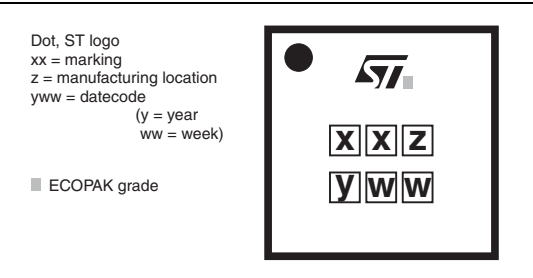 Dot, ST logo
xx = marking
z = manufacturing location
yww = datecode
(y = year
ww = week)
ECOPAK grade
ST
x x z
y w w